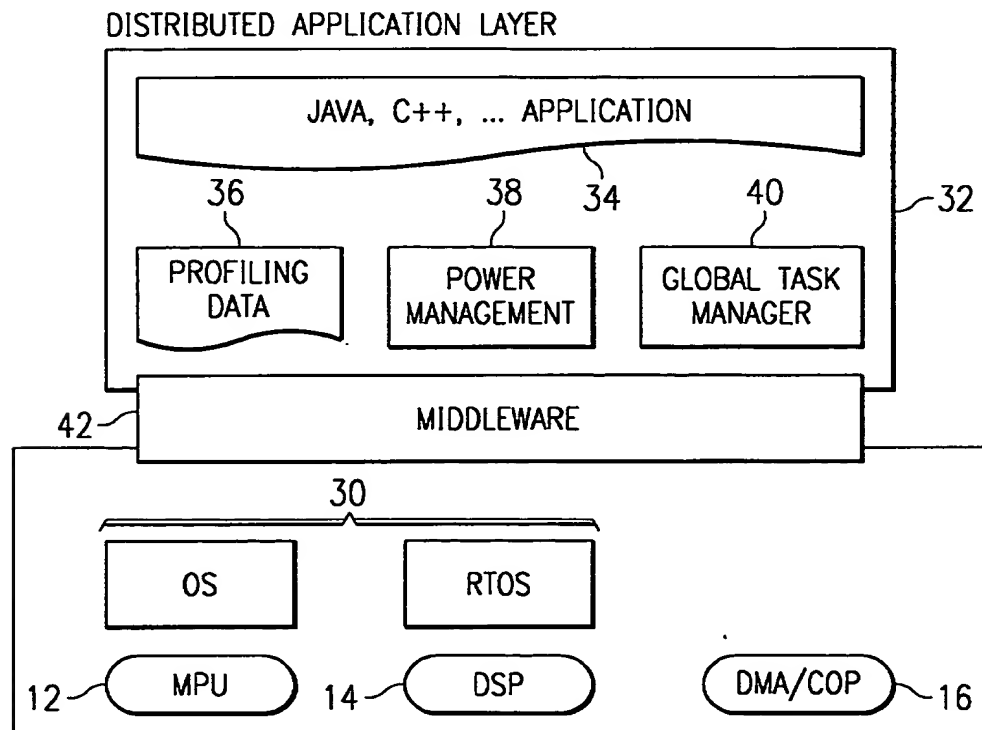 DISTRIBUTED APPLICATION LAYER
JAVA, C++, ... APPLICATION
34
36
38
40
32
PROFILING
DATA
POWER
MANAGEMENT
GLOBAL TASK
MANAGER
42
MIDDLEWARE
30
OS
RTOS
12
MPU
14
DSP
DMA/COP
16